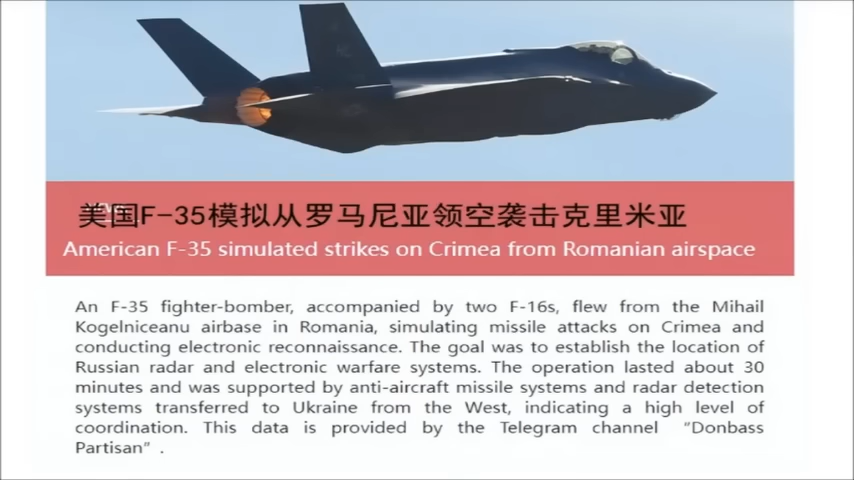 美国F-35模拟从罗马尼亚领空袭击克里米亚
American F-35 simulated strikes on Crimea from Romanian airspace
An F-35 fighter-bomber, accompanied by two F-16s, flew from the Mihail
Kogelniceanu airbase in Romania, simulating missile attacks on Crimea and
conducting electronic reconnaissance. The goal was to establish the location of
Russian radar and electronic warfare systems. The operation lasted about 30
minutes and was supported by anti-aircraft missile systems and radar detection
systems transferred to Ukraine from the West, indicating a high level of
coordination. This data is provided by the Telegram channel "Donbass
Partisan" .